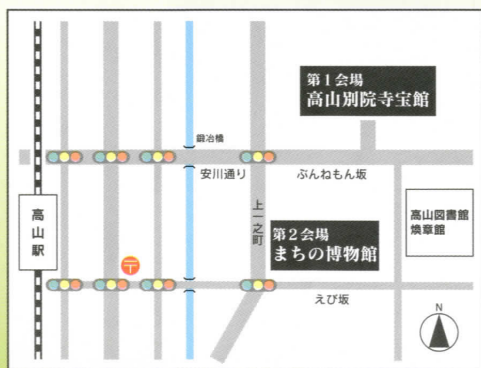 第1会場
高山別院寺宝館
鍛冶橋
安川通り
ぶんねもん坂
高山駅
上一之町
第2会場
まちの博物館
高山図書館
煥章館
〒
えび坂
N